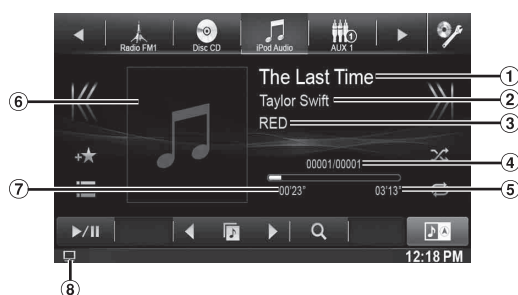 Radio FM1 Disc CD iPod Audio AUX 1
The Last Time 1
Taylor Swift 2
RED 3
6
00001/00001 4
7 00'23" 03'13" 5
12:18 PM
8